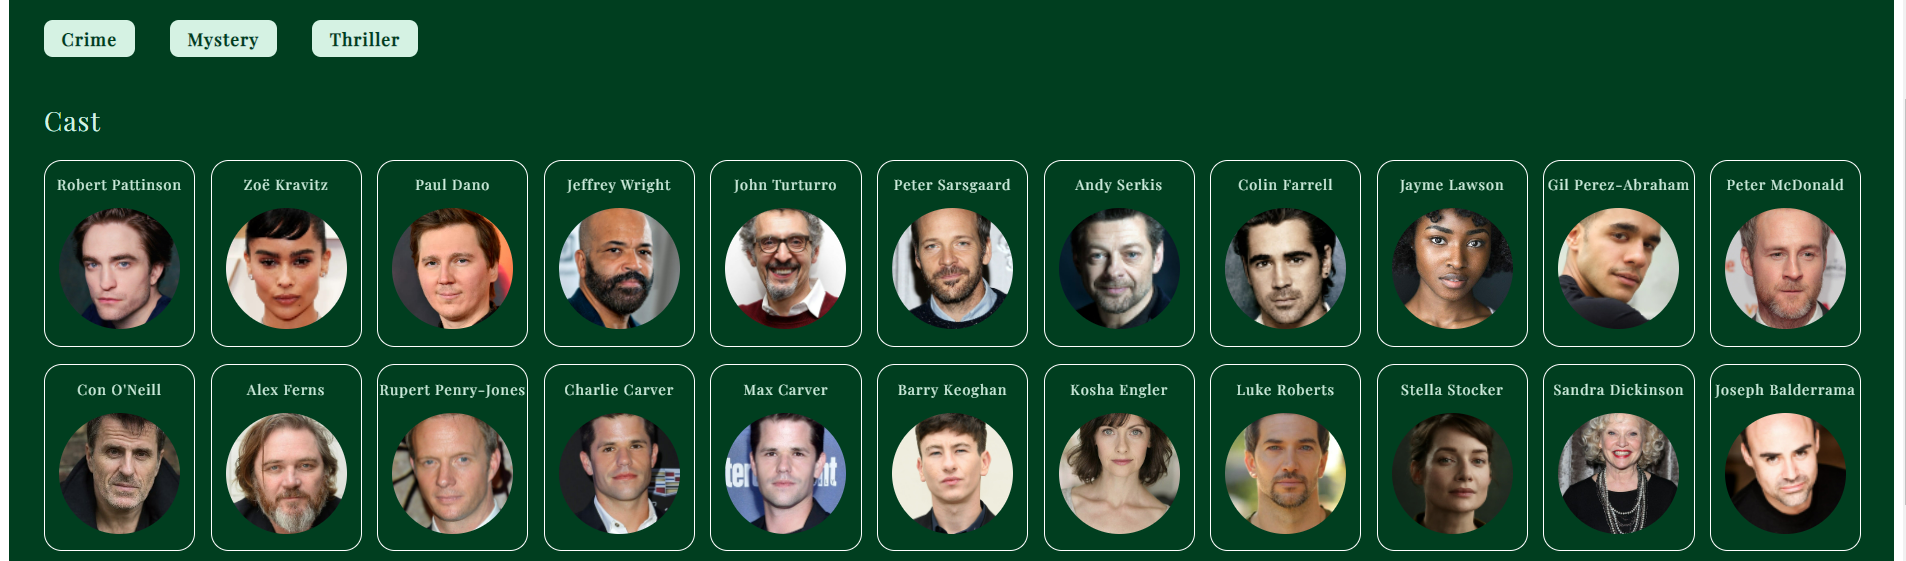 Crime Mystery Thriller
Cast
Robert Pattinson Zoë Kravitz Paul Dano Jeffrey Wright John Turturro Peter Sarsgaard Andy Serkis Colin Farrell Jayme Lawson Gil Perez-Abraham Peter McDonald
Con O'Neill Alex Ferns Rupert Penry-Jones Charlie Carver Max Carver Barry Keoghan Kosha Engler Luke Roberts Stella Stocker Sandra Dickinson Joseph Balderrama